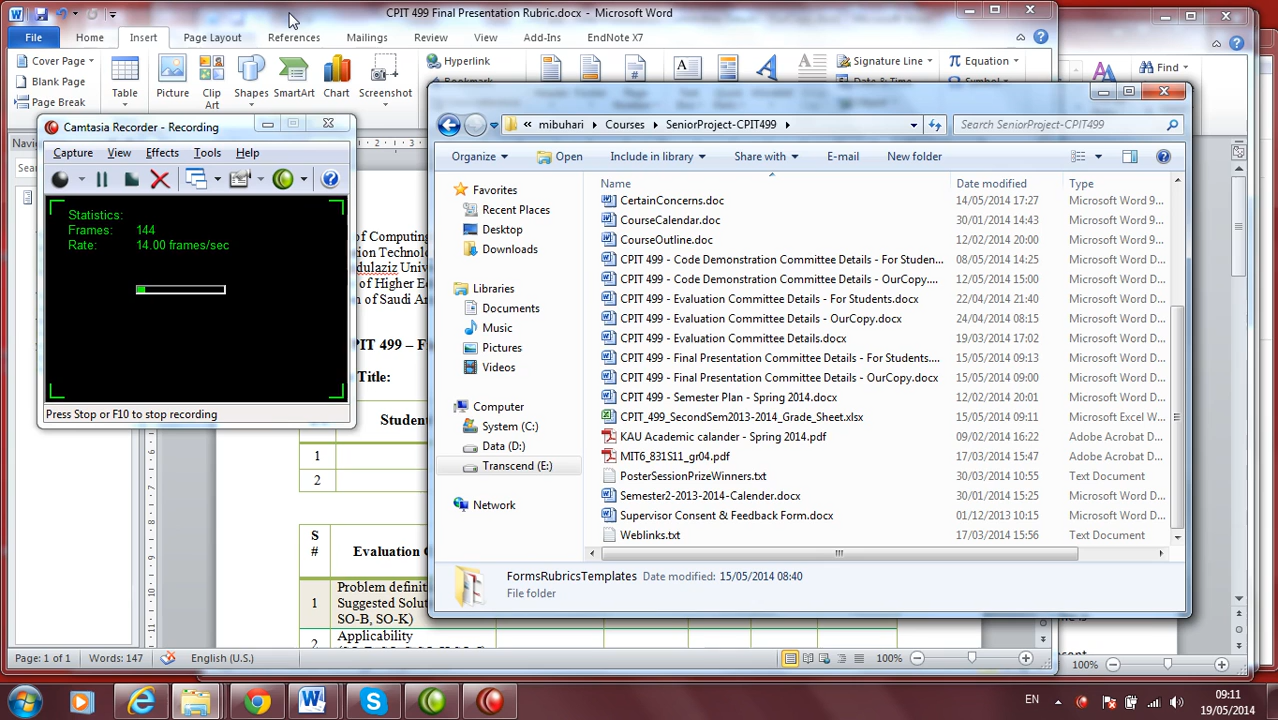 CPIT 499 Final Presentation Rubric.docx - Microsoft Word
File Home Insert Page Layout References Mailings Review View Add-Ins EndNote X7
Cover Page
Blank Page
Page Break
Table
Picture
Clip
Art
Shapes
SmartArt
Chart
Screenshot
Hyperlink
Signature Line
Equation
Find
Camtasia Recorder - Recording
Capture View Effects Tools Help
Statistics:
Frames: 144
Rate: 14.00 frames/sec
Press Stop or F10 to stop recording
mibuhari Courses SeniorProject-CPIT499
Search SeniorProject-CPIT499
Organize Open Include in library Share with E-mail New folder
Favorites
Recent Places
Desktop
Downloads
Libraries
Documents
Music
Pictures
Videos
Computer
System (C:)
Data (D:)
Transcend (E:)
Network
Name Date modified Type
CertainConcerns.doc 14/05/2014 17:27 Microsoft Word 9...
CourseCalendar.doc 30/01/2014 14:43 Microsoft Word 9...
CourseOutline.doc 12/02/2014 20:00 Microsoft Word 9...
CPIT 499 - Code Demonstration Committee Details - For Studen... 08/05/2014 14:25 Microsoft Word D...
CPIT 499 - Code Demonstration Committee Details - OurCopy.... 12/05/2014 15:00 Microsoft Word D...
CPIT 499 - Evaluation Committee Details - For Students.docx 22/04/2014 21:40 Microsoft Word D...
CPIT 499 - Evaluation Committee Details - OurCopy.docx 24/04/2014 08:15 Microsoft Word D...
CPIT 499 - Evaluation Committee Details.docx 19/03/2014 17:02 Microsoft Word D...
CPIT 499 - Final Presentation Committee Details - For Students.... 15/05/2014 09:13 Microsoft Word D...
CPIT 499 - Final Presentation Committee Details - OurCopy.docx 15/05/2014 09:00 Microsoft Word D...
CPIT 499 - Semester Plan - Spring 2014.docx 12/02/2014 20:01 Microsoft Word D...
CPIT_499_SecondSem2013-2014_Grade_Sheet.xlsx 15/05/2014 09:11 Microsoft Excel W...
KAU Academic calander - Spring 2014.pdf 09/02/2014 16:22 Adobe Acrobat D...
MIT6_831S11_gr04.pdf 17/03/2014 15:47 Adobe Acrobat D...
PosterSessionPrizeWinners.txt 30/03/2014 10:55 Text Document
Semester2-2013-2014-Calender.docx 30/01/2014 15:25 Microsoft Word D...
Supervisor Consent & Feedback Form.docx 01/12/2013 10:15 Microsoft Word D...
Weblinks.txt 17/03/2014 15:56 Text Document
FormsRubricsTemplates Date modified: 15/05/2014 08:40
File folder
of Computing
Title:
1
2
S
#
1
Problem definiti
Suggested Solut
SO-B, SO-K)
2 Applicability
Page: 1 of 1 Words: 147 English (U.S.) 100% 100%
EN 09:11
19/05/2014